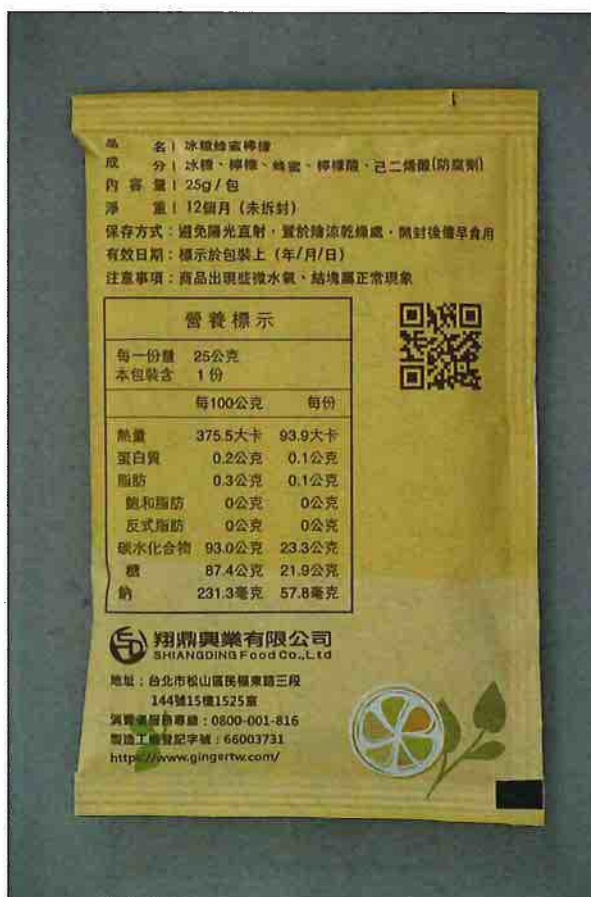 品　　名｜冰糖蜂蜜檸檬
成　　分｜冰糖、檸檬、蜂蜜、檸檬酸、己二烯酸(防腐劑)
內 容 量｜25g/包
淨　　重｜12個月 (未拆封)
保存方式：避免陽光直射，置於陰涼乾燥處，開封後儘早食用
有效日期：標示於包裝上 (年/月/日)
注意事項：商品出現些微水氣、結塊屬正常現象
營養標示
每一份量 25公克
本包裝含 1 份
每100公克 每份
熱量 375.5大卡 93.9大卡
蛋白質 0.2公克 0.1公克
脂肪 0.3公克 0.1公克
飽和脂肪 0公克 0公克
反式脂肪 0公克 0公克
碳水化合物 93.0公克 23.3公克
糖 87.4公克 21.9公克
鈉 231.3毫克 57.8毫克
翔鼎興業有限公司
SHIANGDING Food Co.,Ltd
地址：台北市松山區民權東路三段
144號15樓1525室
消費者服務專線：0800-001-816
製造工廠登記字號：66003731
https://www.gingertw.com/